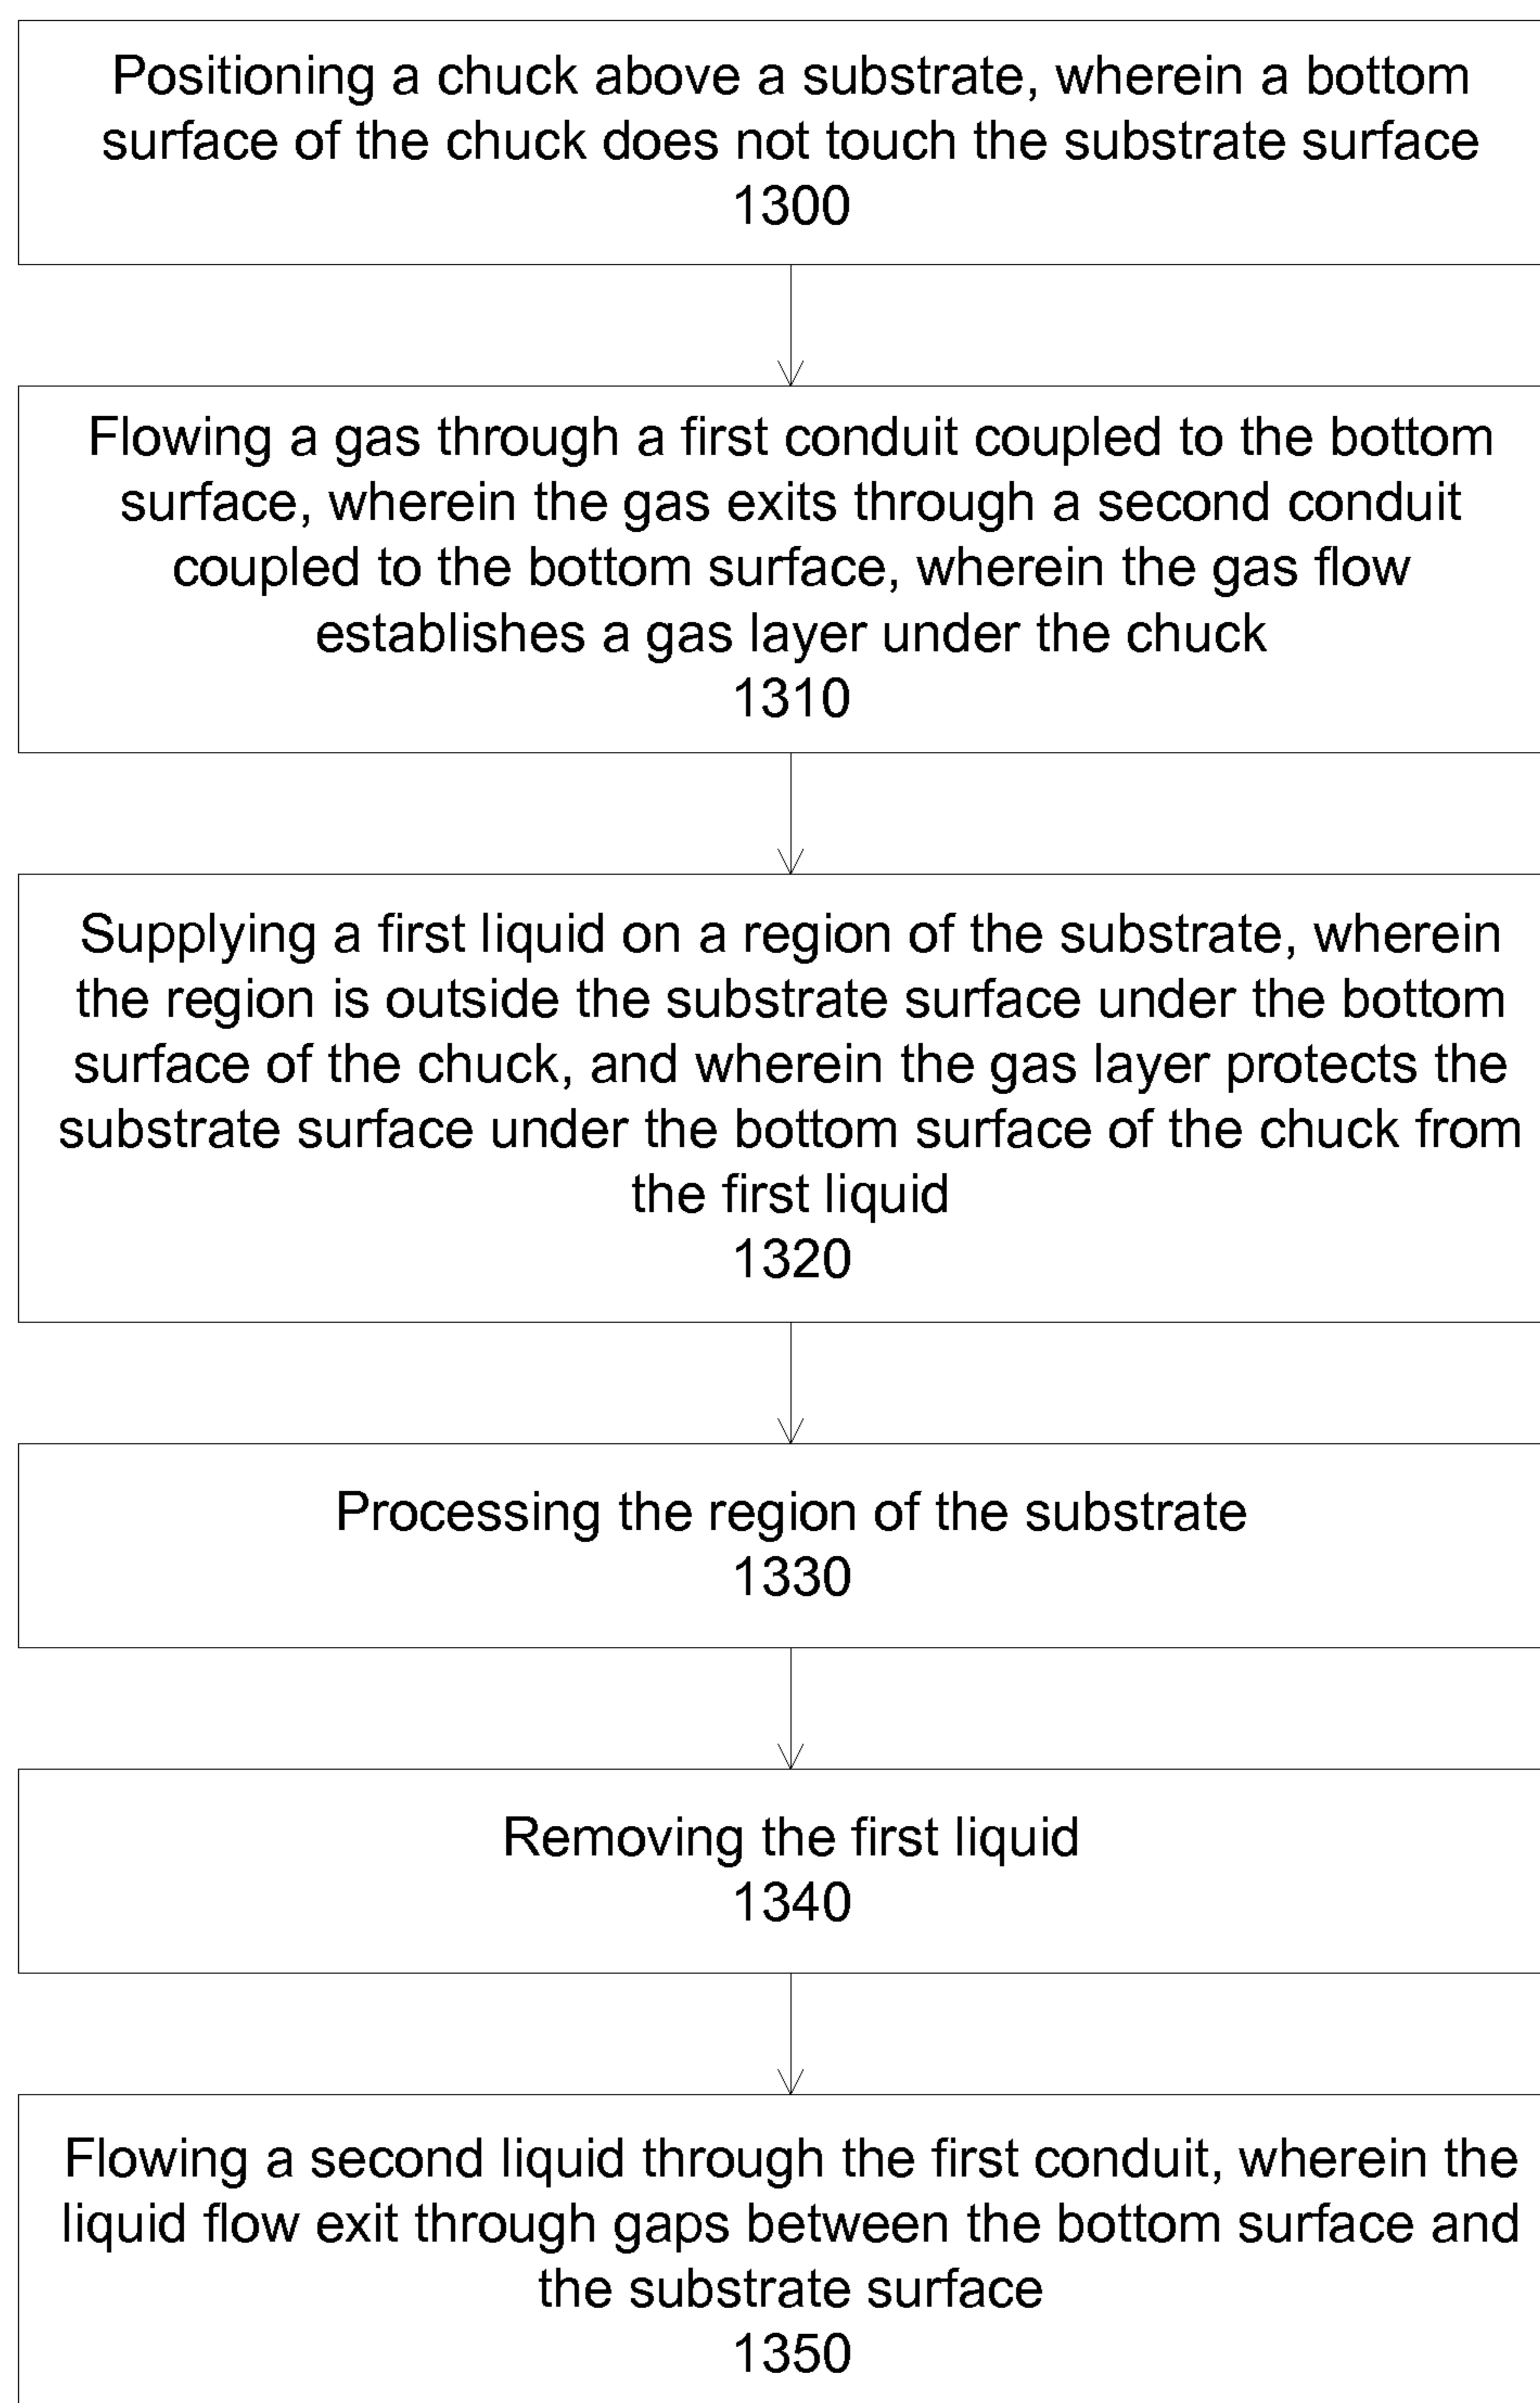 Positioning a chuck above a substrate, wherein a bottom
surface of the chuck does not touch the substrate surface
1300
Flowing a gas through a first conduit coupled to the bottom
surface, wherein the gas exits through a second conduit
coupled to the bottom surface, wherein the gas flow
establishes a gas layer under the chuck
1310
Supplying a first liquid on a region of the substrate, wherein
the region is outside the substrate surface under the bottom
surface of the chuck, and wherein the gas layer protects the
substrate surface under the bottom surface of the chuck from
the first liquid
1320
Processing the region of the substrate
1330
Removing the first liquid
1340
Flowing a second liquid through the first conduit, wherein the
liquid flow exit through gaps between the bottom surface and
the substrate surface
1350